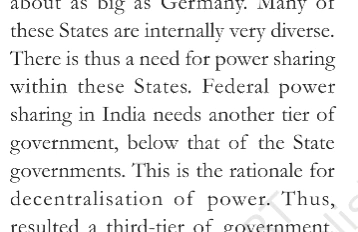 about as big as Germany. Many of
these States are internally very diverse.
There is thus a need for power sharing
within these States. Federal power
sharing in India needs another tier of
government, below that of the State
governments. This is the rationale for
decentralisation of power. Thus,
resulted a third-tier of government,